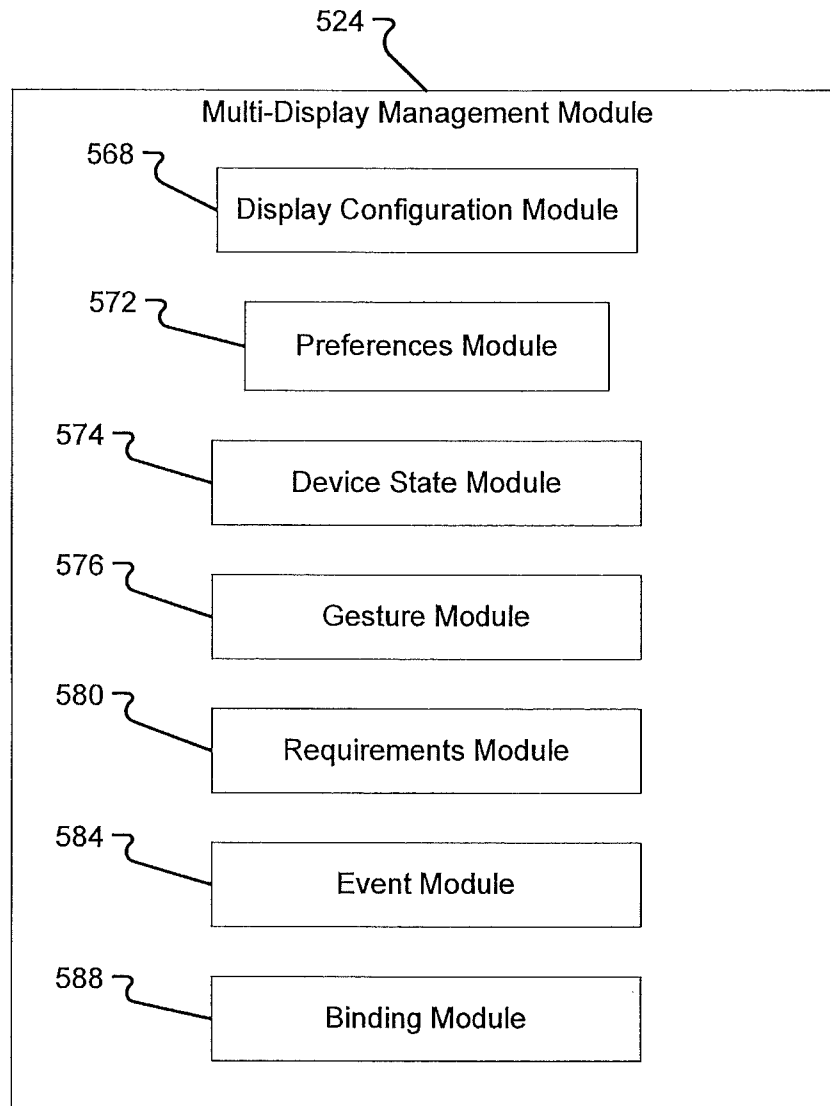 524
Multi-Display Management Module
568
Display Configuration Module
572
Preferences Module
574
Device State Module
576
Gesture Module
580
Requirements Module
584
Event Module
588
Binding Module